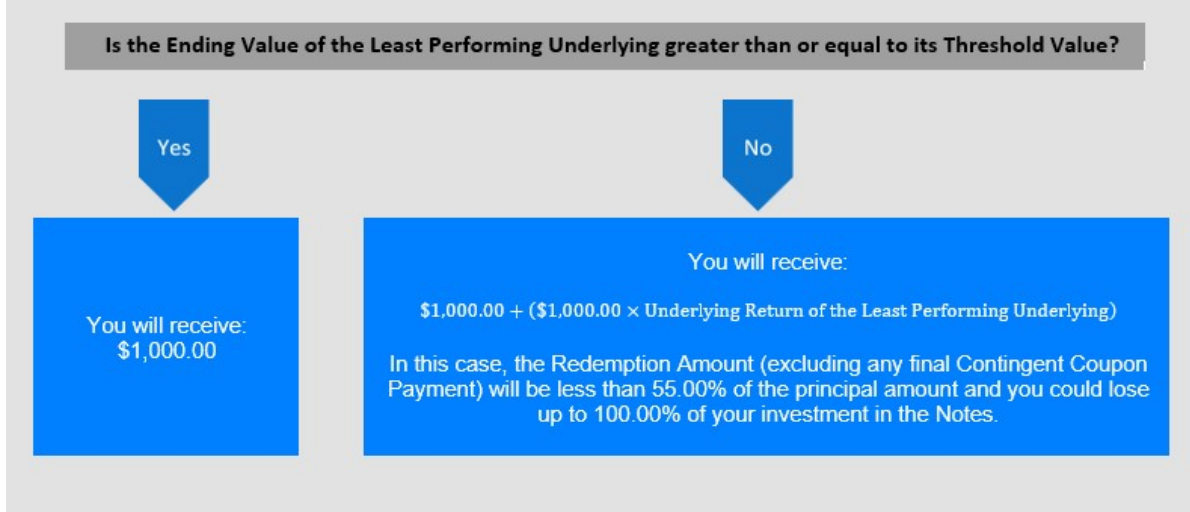 Is the Ending Value of the Least Performing Underlying greater than or equal to its Threshold Value?
Yes
No
You will receive:
$1,000.00
You will receive:
$1,000.00 + ($1,000.00 × Underlying Return of the Least Performing Underlying)
In this case, the Redemption Amount (excluding any final Contingent Coupon
Payment) will be less than 55.00% of the principal amount and you could lose
up to 100.00% of your investment in the Notes.